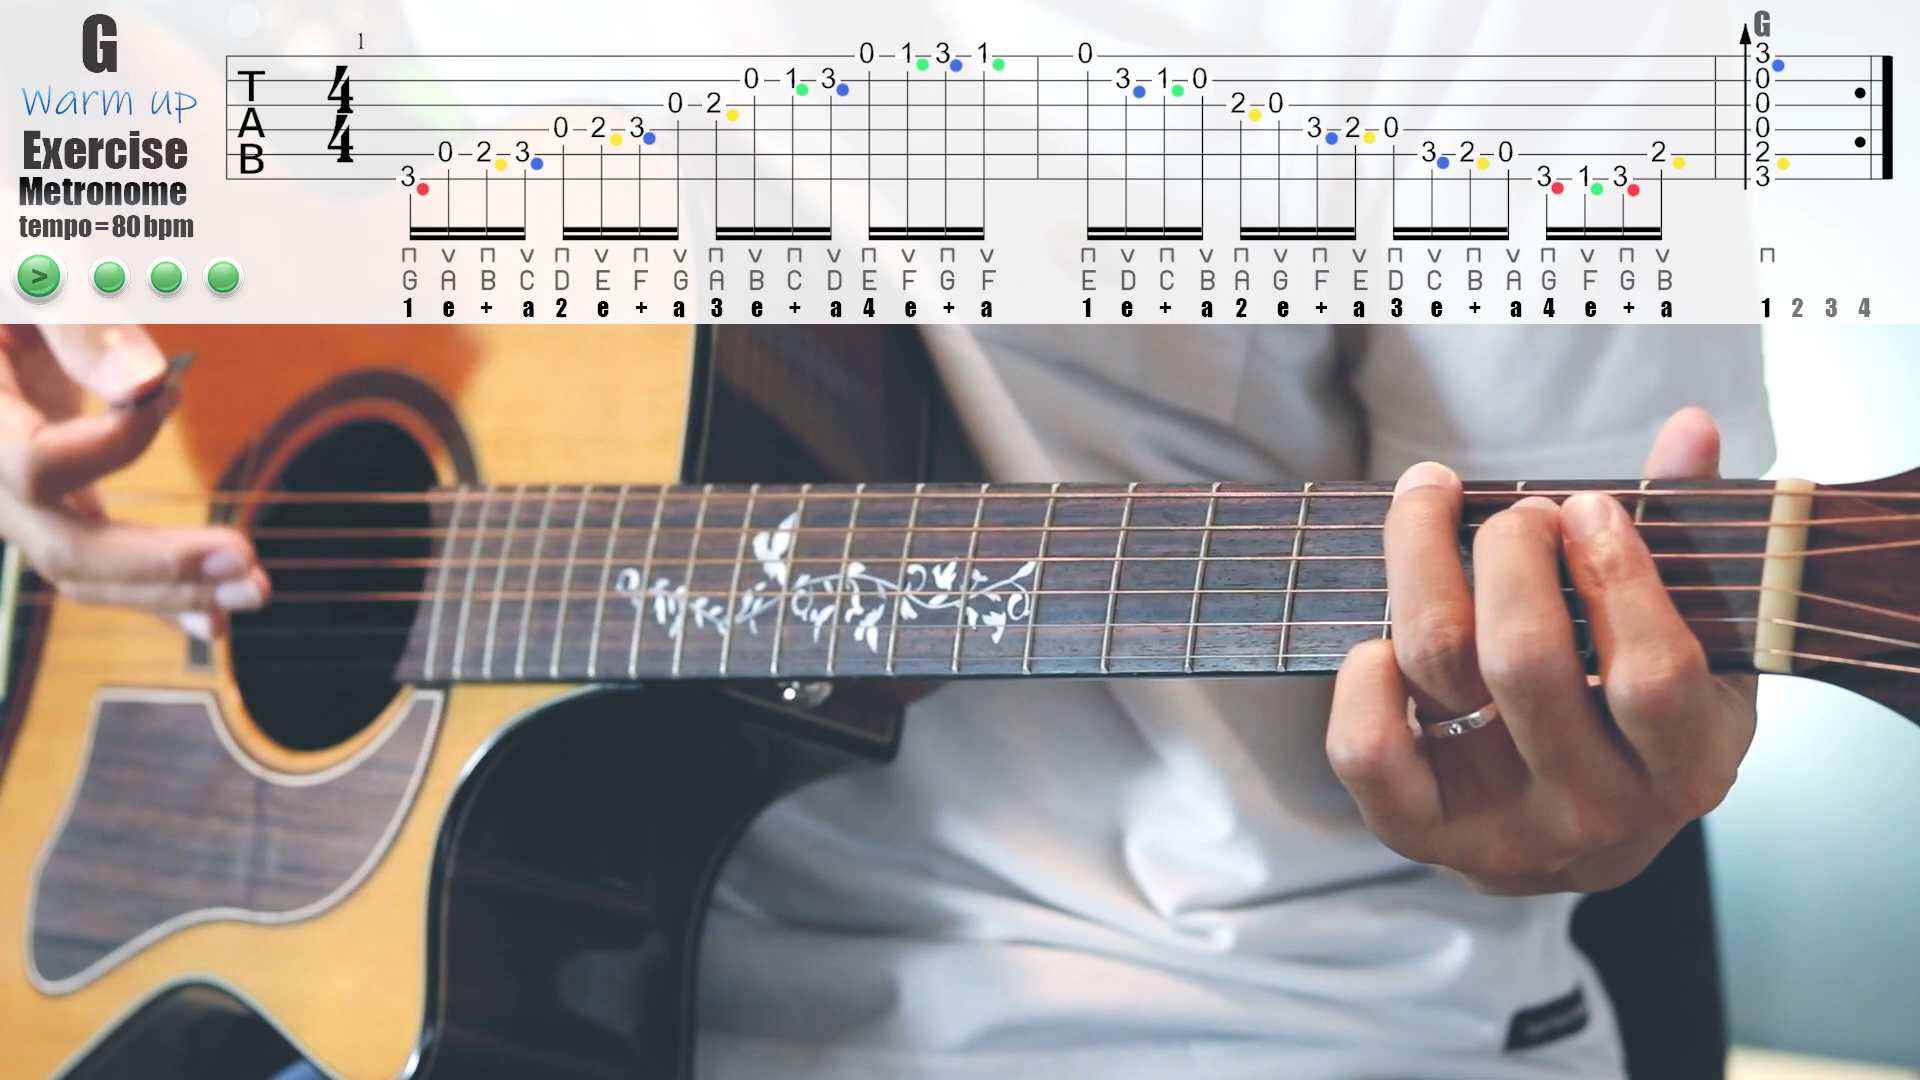 G
Warm up
Exercise
Metronome
tempo = 80 bpm
>
1
G
T A B
4 4
0 1 3 1 0 3
0 1 3 3 1 0 0
0 2 2 0 0
0 2 3 3 2 0 0
0 2 3 3 2 0 2 2
3 3 1 3 3
G A B C D E F G A B C D E F G F E D C B A G F E D C B A G F G B
1 e + a 2 e + a 3 e + a 4 e + a 1 e + a 2 e + a 3 e + a 4 e + a 1 2 3 4